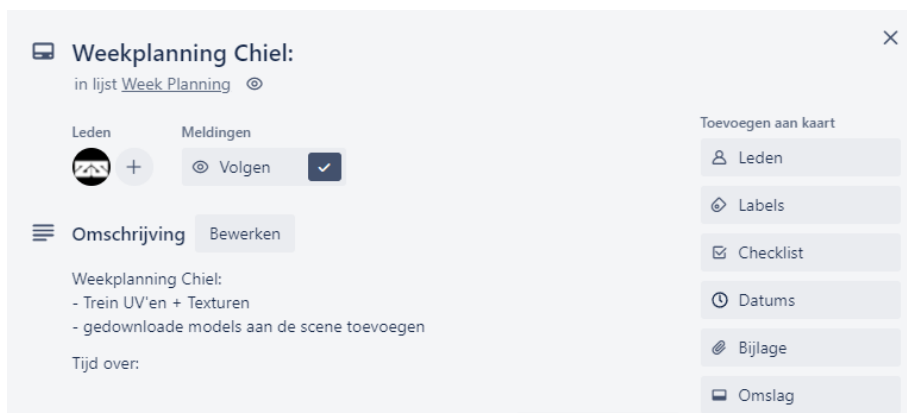 Weekplanning Chiel:
in lijst Week Planning
Leden
Meldingen
Volgen
Omschrijving
Bewerken
Weekplanning Chiel:
- Trein UV'en + Texturen
- gedownloade models aan de scene toevoegen
Tijd over:
Toevoegen aan kaart
Leden
Labels
Checklist
Datums
Bijlage
Omslag